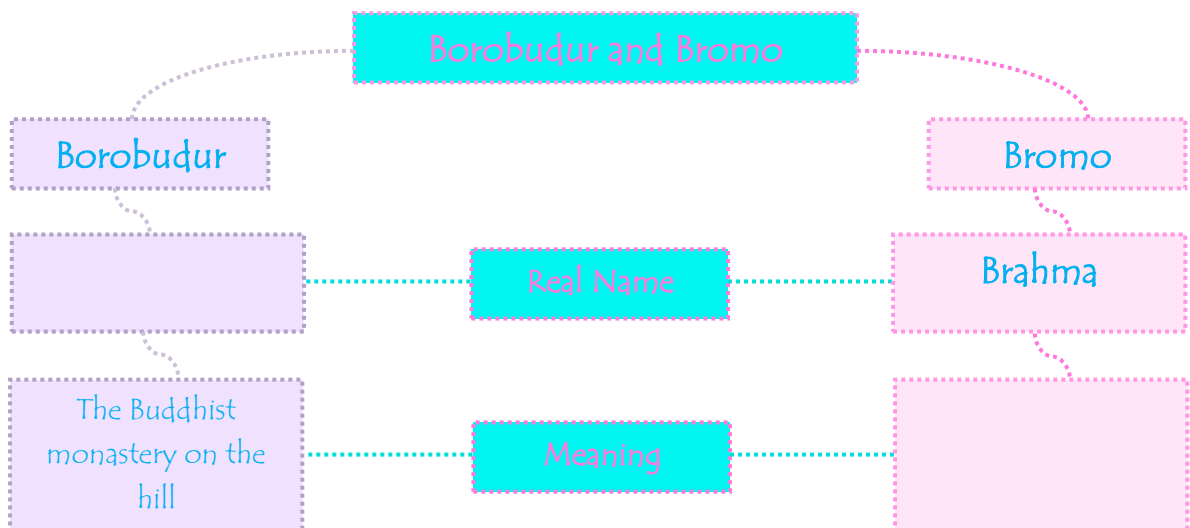 Borobudur and Bromo
Borobudur
Bromo
Real Name
Brahma
The Buddhist
monastery on the
hill
Meaning